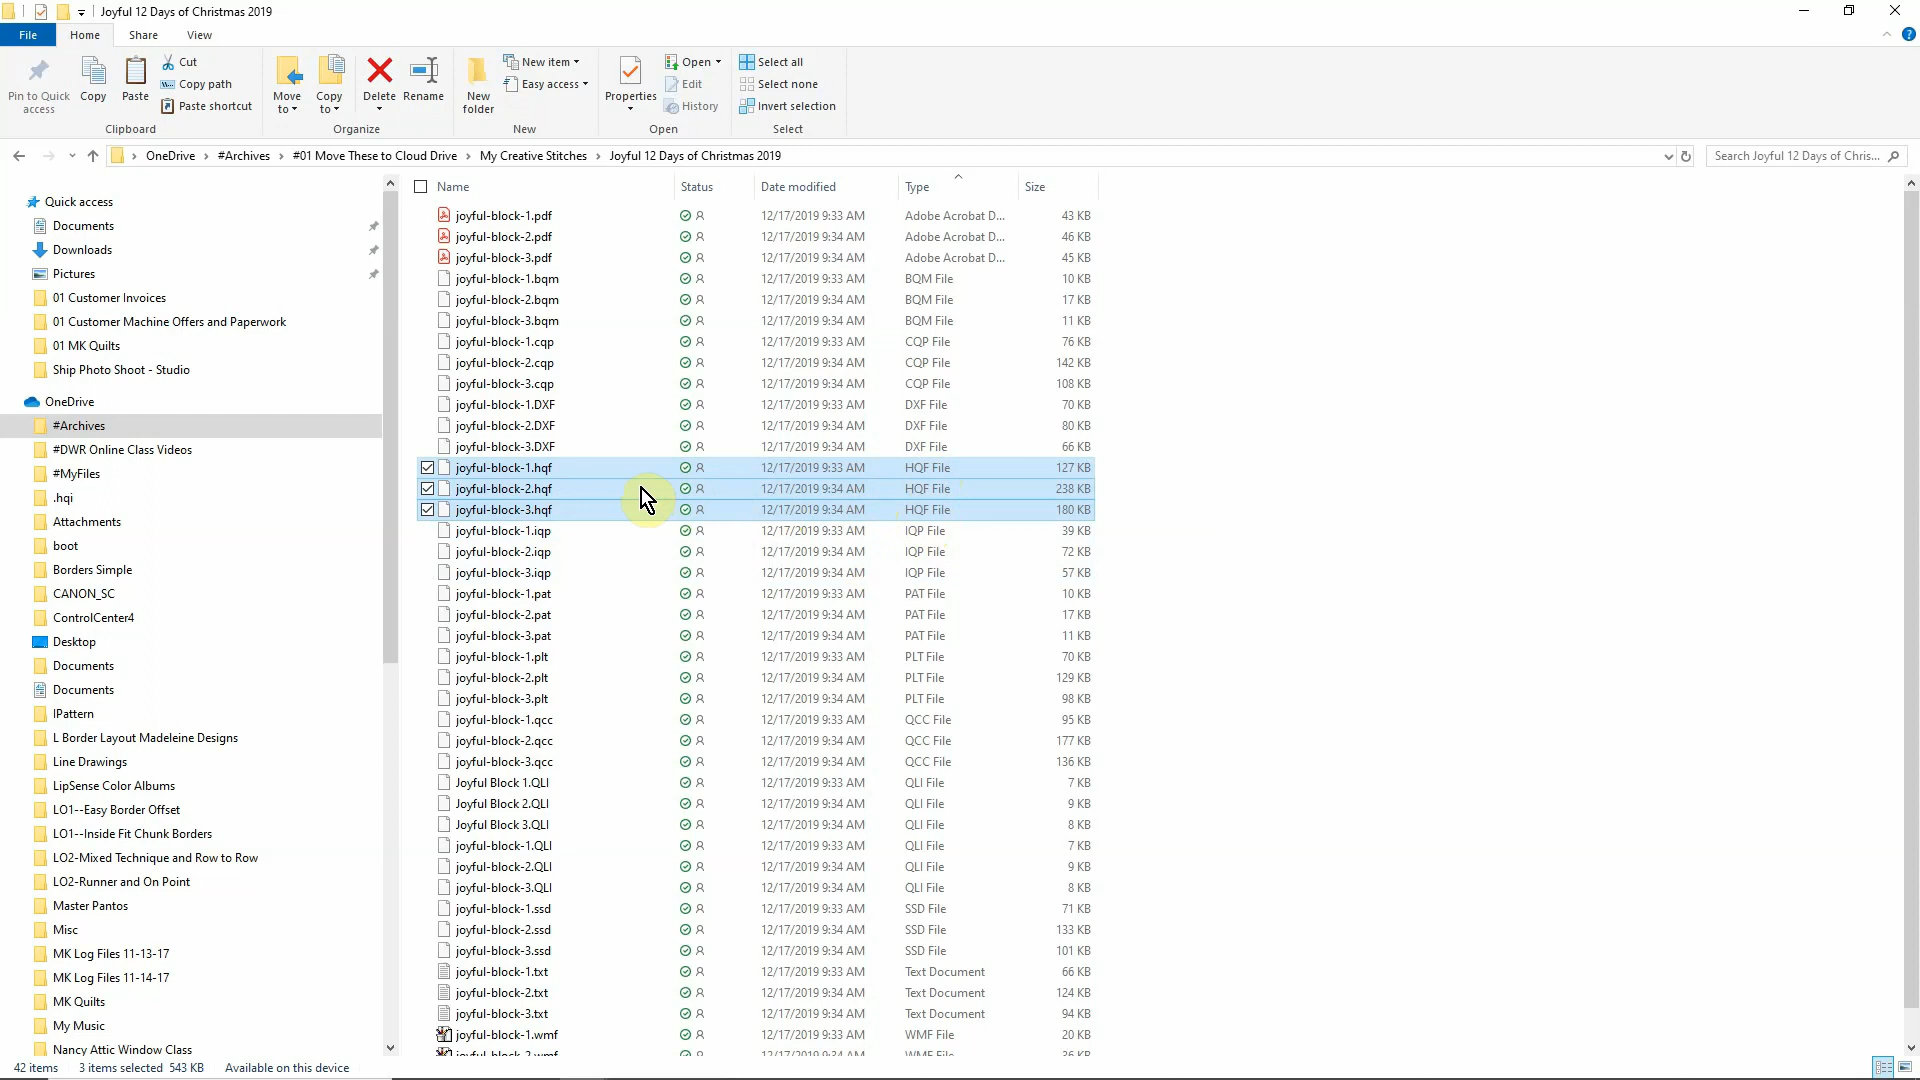 Joyful 12 Days of Christmas 2019
File Home Share View
Pin to Quick access
Copy
Paste
Cut
Copy path
Paste shortcut
Clipboard
Move to
Copy to
Delete
Rename
Organize
New folder
New item
Easy access
New
Properties
Open
Edit
History
Open
Select all
Select none
Invert selection
Select
OneDrive › #Archives › #01 Move These to Cloud Drive › My Creative Stitches › Joyful 12 Days of Christmas 2019
Search Joyful 12 Days of Chris...
Quick access
Documents
Downloads
Pictures
01 Customer Invoices
01 Customer Machine Offers and Paperwork
01 MK Quilts
Ship Photo Shoot - Studio
OneDrive
#Archives
#DWR Online Class Videos
#MyFiles
.hqi
Attachments
boot
Borders Simple
CANON_SC
ControlCenter4
Desktop
Documents
Documents
IPattern
L Border Layout Madeleine Designs
Line Drawings
LipSense Color Albums
LO1--Easy Border Offset
LO1--Inside Fit Chunk Borders
LO2-Mixed Technique and Row to Row
LO2-Runner and On Point
Master Pantos
Misc
MK Log Files 11-13-17
MK Log Files 11-14-17
MK Quilts
My Music
Nancy Attic Window Class
Name Status Date modified Type Size
joyful-block-1.pdf 12/17/2019 9:33 AM Adobe Acrobat D... 43 KB
joyful-block-2.pdf 12/17/2019 9:34 AM Adobe Acrobat D... 46 KB
joyful-block-3.pdf 12/17/2019 9:34 AM Adobe Acrobat D... 45 KB
joyful-block-1.bqm 12/17/2019 9:33 AM BQM File 10 KB
joyful-block-2.bqm 12/17/2019 9:34 AM BQM File 17 KB
joyful-block-3.bqm 12/17/2019 9:34 AM BQM File 11 KB
joyful-block-1.cqp 12/17/2019 9:33 AM CQP File 76 KB
joyful-block-2.cqp 12/17/2019 9:34 AM CQP File 142 KB
joyful-block-3.cqp 12/17/2019 9:34 AM CQP File 108 KB
joyful-block-1.DXF 12/17/2019 9:33 AM DXF File 70 KB
joyful-block-2.DXF 12/17/2019 9:34 AM DXF File 80 KB
joyful-block-3.DXF 12/17/2019 9:34 AM DXF File 66 KB
joyful-block-1.hqf 12/17/2019 9:33 AM HQF File 127 KB
joyful-block-2.hqf 12/17/2019 9:34 AM HQF File 238 KB
joyful-block-3.hqf 12/17/2019 9:34 AM HQF File 180 KB
joyful-block-1.iqp 12/17/2019 9:33 AM IQP File 39 KB
joyful-block-2.iqp 12/17/2019 9:34 AM IQP File 72 KB
joyful-block-3.iqp 12/17/2019 9:34 AM IQP File 57 KB
joyful-block-1.pat 12/17/2019 9:33 AM PAT File 10 KB
joyful-block-2.pat 12/17/2019 9:34 AM PAT File 17 KB
joyful-block-3.pat 12/17/2019 9:34 AM PAT File 11 KB
joyful-block-1.plt 12/17/2019 9:33 AM PLT File 70 KB
joyful-block-2.plt 12/17/2019 9:34 AM PLT File 129 KB
joyful-block-3.plt 12/17/2019 9:34 AM PLT File 98 KB
joyful-block-1.qcc 12/17/2019 9:33 AM QCC File 95 KB
joyful-block-2.qcc 12/17/2019 9:34 AM QCC File 177 KB
joyful-block-3.qcc 12/17/2019 9:34 AM QCC File 136 KB
Joyful Block 1.QLI 12/17/2019 9:33 AM QLI File 7 KB
Joyful Block 2.QLI 12/17/2019 9:34 AM QLI File 9 KB
Joyful Block 3.QLI 12/17/2019 9:34 AM QLI File 8 KB
joyful-block-1.QLI 12/17/2019 9:33 AM QLI File 7 KB
joyful-block-2.QLI 12/17/2019 9:34 AM QLI File 9 KB
joyful-block-3.QLI 12/17/2019 9:34 AM QLI File 8 KB
joyful-block-1.ssd 12/17/2019 9:33 AM SSD File 71 KB
joyful-block-2.ssd 12/17/2019 9:34 AM SSD File 133 KB
joyful-block-3.ssd 12/17/2019 9:34 AM SSD File 101 KB
joyful-block-1.txt 12/17/2019 9:33 AM Text Document 66 KB
joyful-block-2.txt 12/17/2019 9:34 AM Text Document 124 KB
joyful-block-3.txt 12/17/2019 9:34 AM Text Document 94 KB
joyful-block-1.wmf 12/17/2019 9:33 AM WMF File 20 KB
joyful-block-2.wmf 12/17/2019 9:34 AM WMF File 36 KB
42 items 3 items selected 543 KB Available on this device